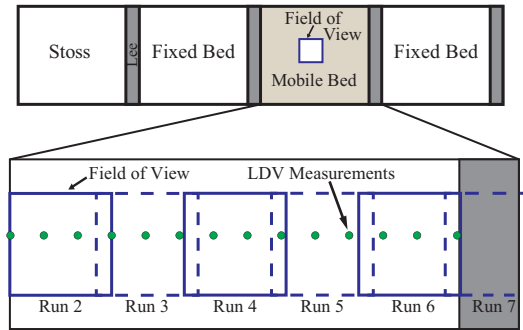 Field of
View
Stoss
Lee
Fixed Bed
Mobile Bed
Fixed Bed
Field of View
LDV Measurements
Run 2
Run 3
Run 4
Run 5
Run 6
Run 7